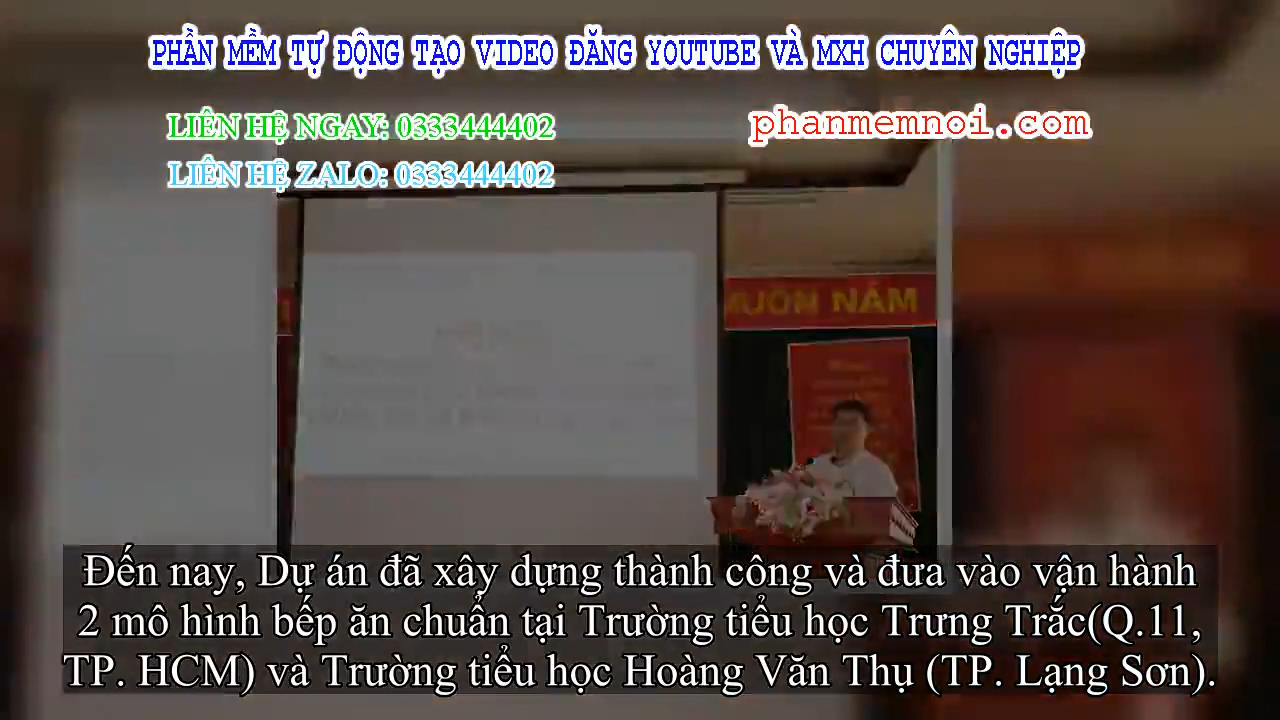 PHẦN MỀM TỰ ĐỘNG TẠO VIDEO ĐĂNG YOUTUBE VÀ MXH CHUYÊN NGHIỆP
LIÊN HỆ NGAY: 0333444402
phanmemnoi.com
LIÊN HỆ ZALO: 0333444402
MUÔN NĂM
Đến nay, Dự án đã xây dựng thành công và đưa vào vận hành
2 mô hình bếp ăn chuẩn tại Trường tiểu học Trưng Trắc(Q.11,
TP. HCM) và Trường tiểu học Hoàng Văn Thụ (TP. Lạng Sơn).